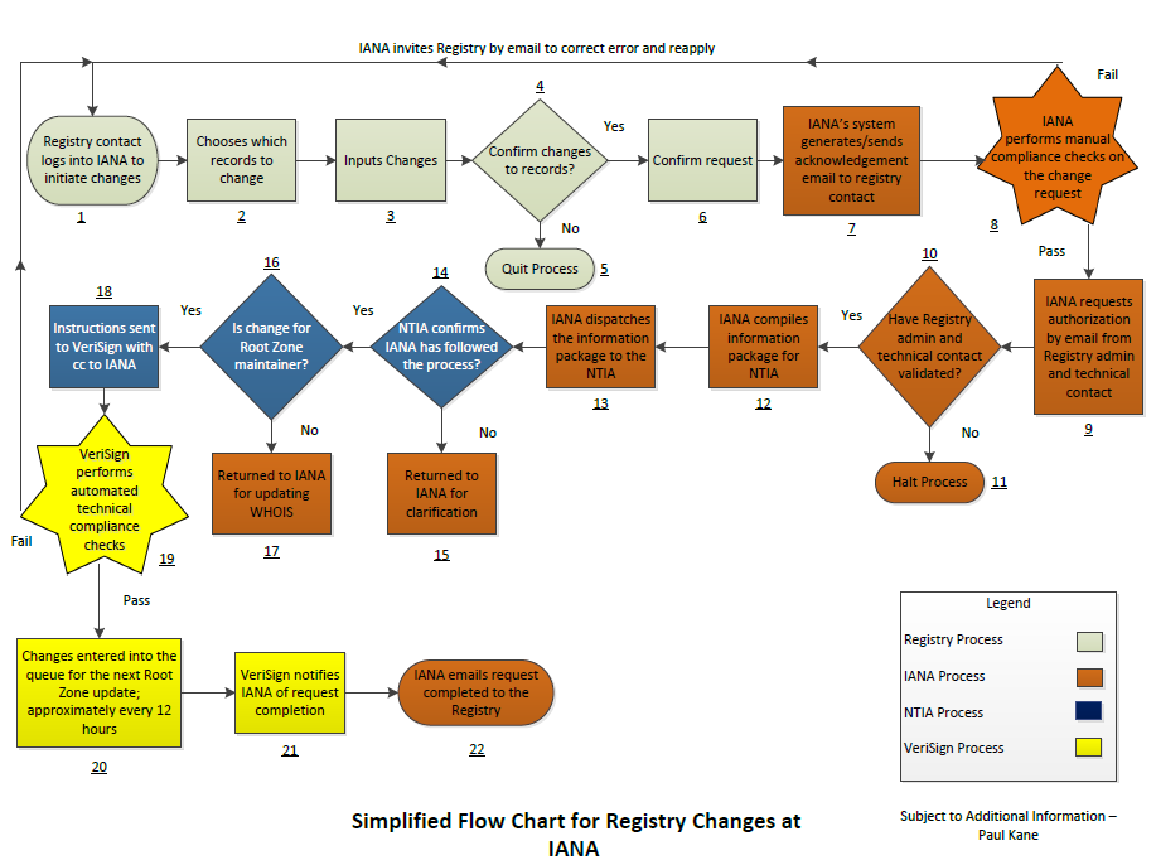 IANA invites Registry by email to correct error and reapply
Fail
Registry contact
logs into IANA to
initiate changes
1
Chooses which
records to
change
2
Inputs Changes
3
4
Confirm changes
to records?
Yes
No
Quit Process
5
Confirm request
6
IANA's system
generates/sends
acknowledgement
email to registry
contact
7
IANA
performs manual
compliance checks on
the change
request
8
Pass
IANA requests
authorization
by email from
Registry admin
and technical
contact
9
10
Have Registry
admin and
technical contact
validated?
Yes
No
Halt Process
11
IANA compiles
information
package for
NTIA
12
IANA dispatches
the information
package to the
NTIA
13
14
NTIA confirms
IANA has followed
the process?
Yes
No
Returned to
IANA for
clarification
15
16
Is change for
Root Zone
maintainer?
Yes
No
Returned to IANA
for updating
WHOIS
17
18
Instructions sent
to VeriSign with
cc to IANA
VeriSign
performs
automated
technical
compliance
checks
19
Fail
Pass
Changes entered into the
queue for the next Root
Zone update;
approximately every 12
hours
20
VeriSign notifies
IANA of request
completion
21
IANA emails request
completed to the
Registry
22
Legend
Registry Process
IANA Process
NTIA Process
VeriSign Process
Simplified Flow Chart for Registry Changes at
IANA
Subject to Additional Information –
Paul Kane